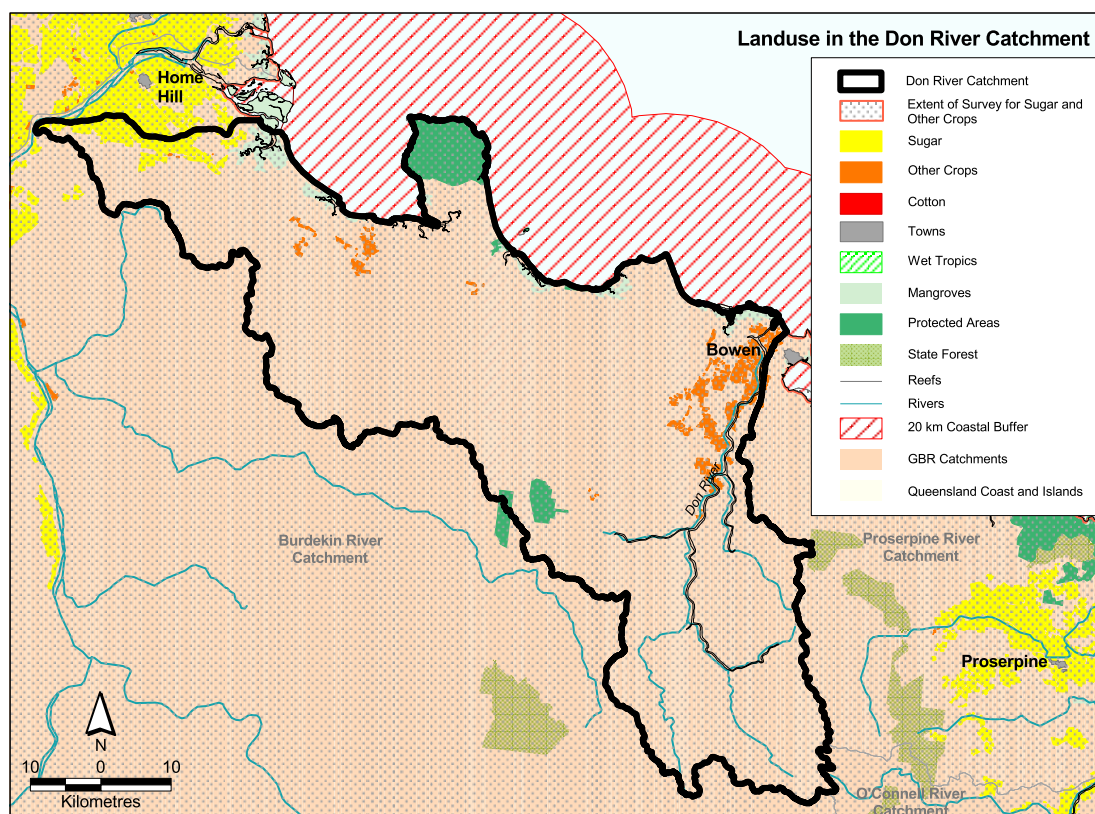 Landuse in the Don River Catchment
Don River Catchment
Extent of Survey for Sugar and
Other Crops
Sugar
Other Crops
Cotton
Towns
Wet Tropics
Mangroves
Protected Areas
State Forest
Reefs
Rivers
20 km Coastal Buffer
GBR Catchments
Queensland Coast and Islands
Home
Hill
Bowen
Don River
Burdekin River
Catchment
Proserpine River
Catchment
Proserpine
O'Connell River
Catchment
N
10 0 10
Kilometres